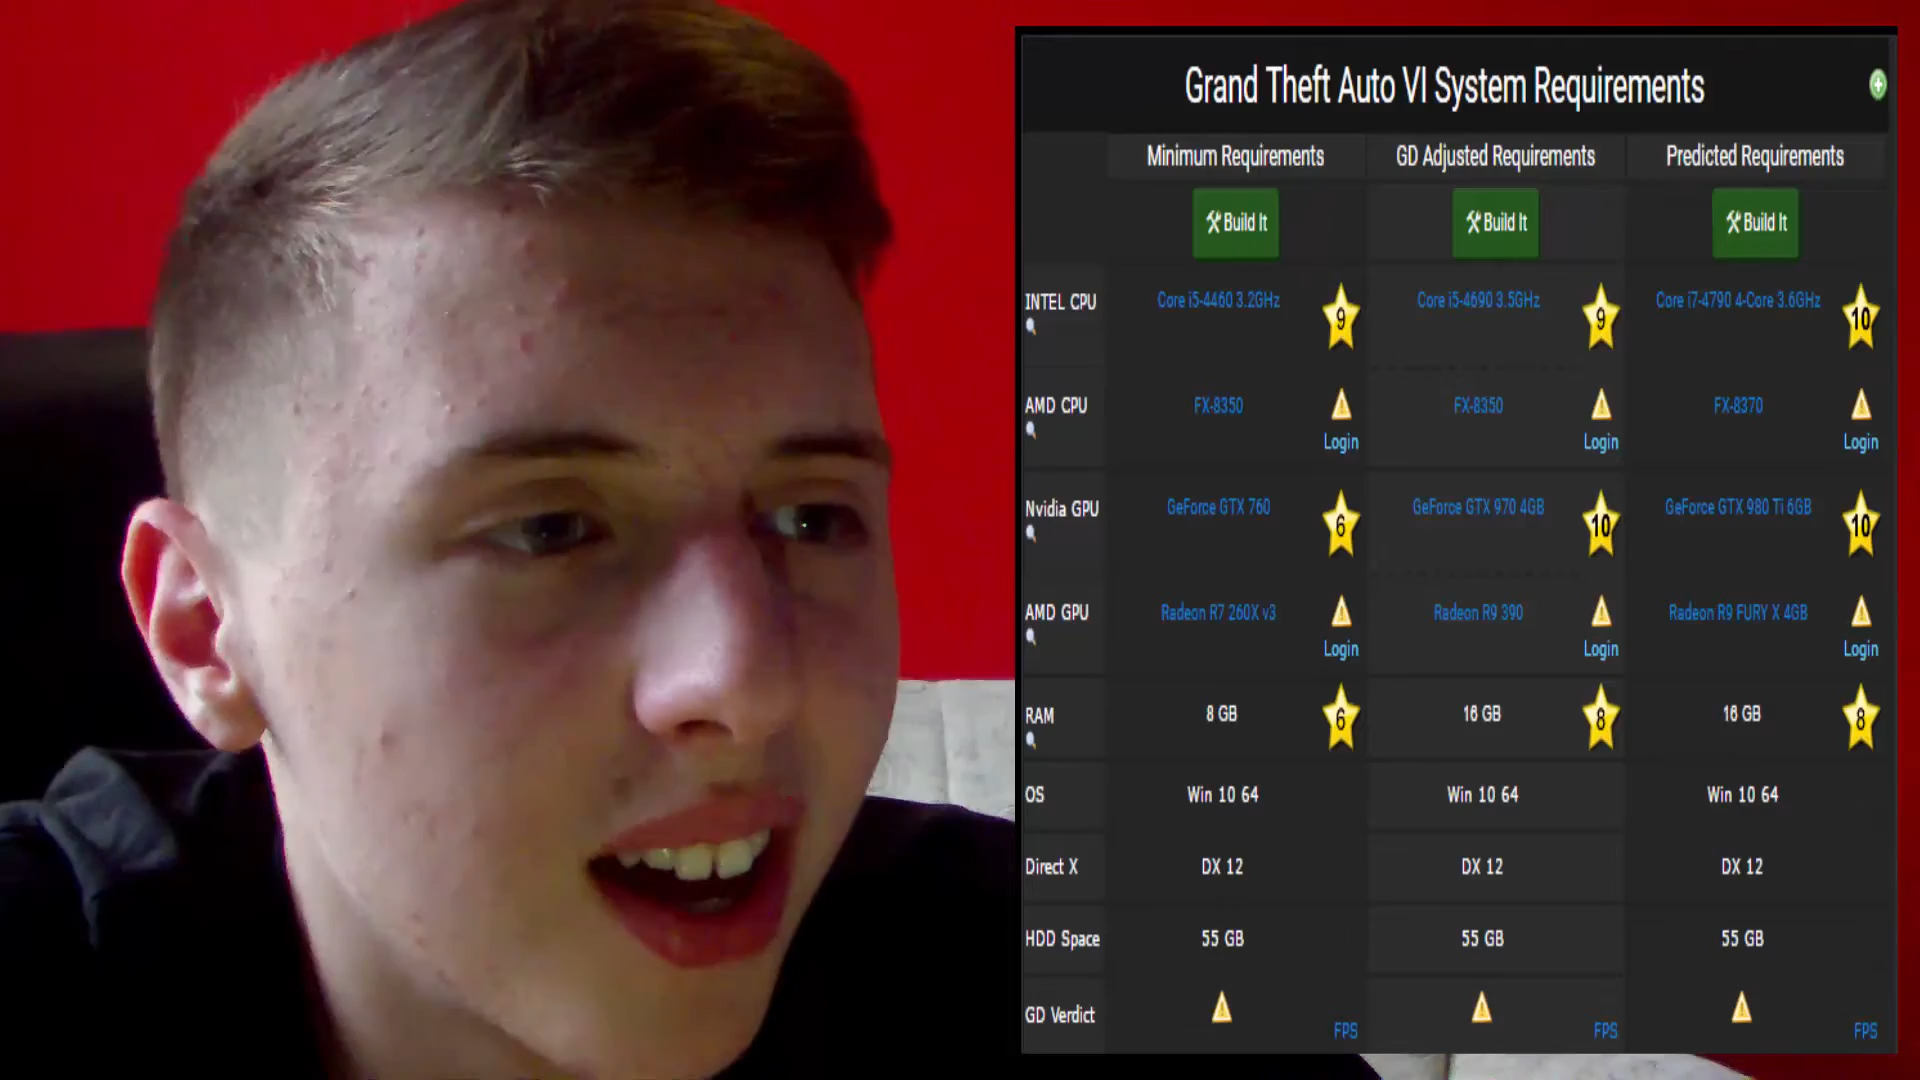 Grand Theft Auto VI System Requirements
Minimum Requirements GD Adjusted Requirements Predicted Requirements
Build It Build It Build It
INTEL CPU Core i5-4460 3.2GHz 9 Core i5-4690 3.5GHz 9 Core i7-4790 4-Core 3.6GHz 10
AMD CPU FX-8350 FX-8350 FX-8370
Login Login Login
Nvidia GPU GeForce GTX 760 6 GeForce GTX 970 4GB 10 GeForce GTX 980 Ti 6GB 10
AMD GPU Radeon R7 260X v3 Radeon R9 390 Radeon R9 FURY X 4GB
Login Login Login
RAM 8 GB 6 16 GB 8 16 GB 8
OS Win 10 64 Win 10 64 Win 10 64
Direct X DX 12 DX 12 DX 12
HDD Space 55 GB 55 GB 55 GB
GD Verdict FPS FPS FPS